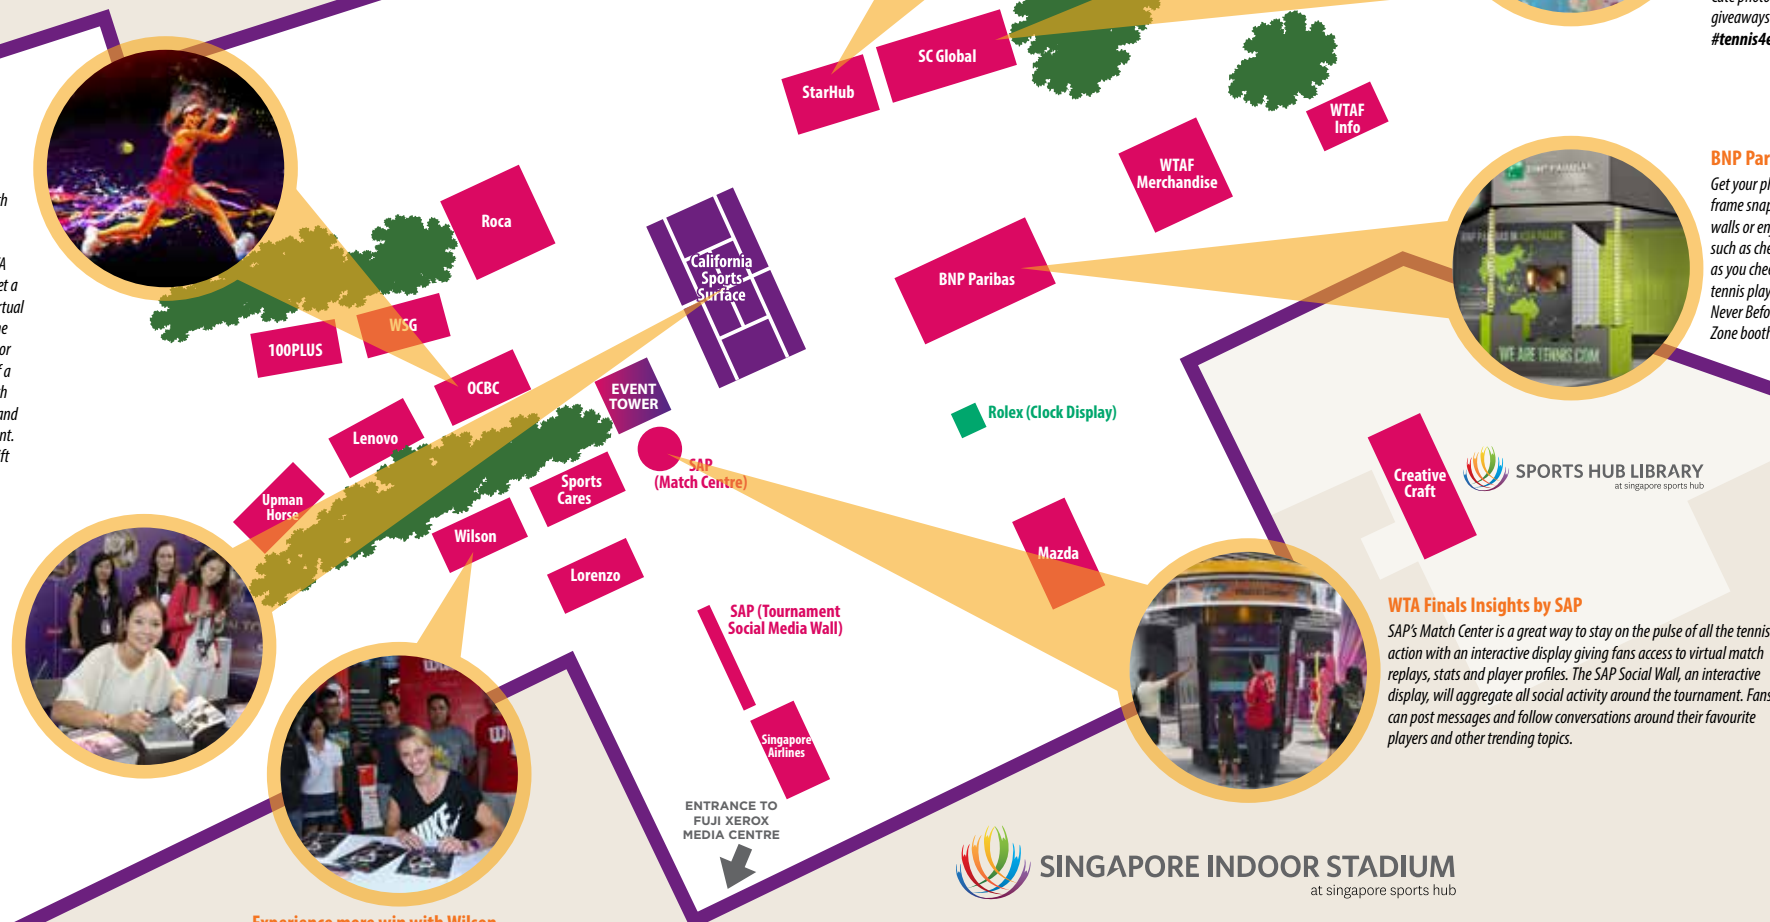 giveaways
#tennis4e
SC Global
StarHub
WTAF
Info
WTAF
Merchandise
BNP Par
Get your pl
frame snap
walls or en
such as che
as you chec
tennis play
Never Befo
Zone booth
Roca
California
Sports
Surface
BNP Paribas
WSG
100PLUS
OCBC
EVENT
TOWER
Rolex (Clock Display)
Lenovo
SAP
(Match Centre)
Sports
Cares
Upman
Horse
Wilson
Lorenzo
Mazda
Creative
Craft
SPORTS HUB LIBRARY
at singapore sports hub
WE ARE TENNIS.COM
SAP (Tournament
Social Media Wall)
Singapore
Airlines
WTA Finals Insights by SAP
SAP's Match Center is a great way to stay on the pulse of all the tennis
action with an interactive display giving fans access to virtual match
replays, stats and player profiles. The SAP Social Wall, an interactive
display, will aggregate all social activity around the tournament. Fans
can post messages and follow conversations around their favourite
players and other trending topics.
ENTRANCE TO
FUJI XEROX
MEDIA CENTRE
SINGAPORE INDOOR STADIUM
at singapore sports hub
Experience more win with Wilson